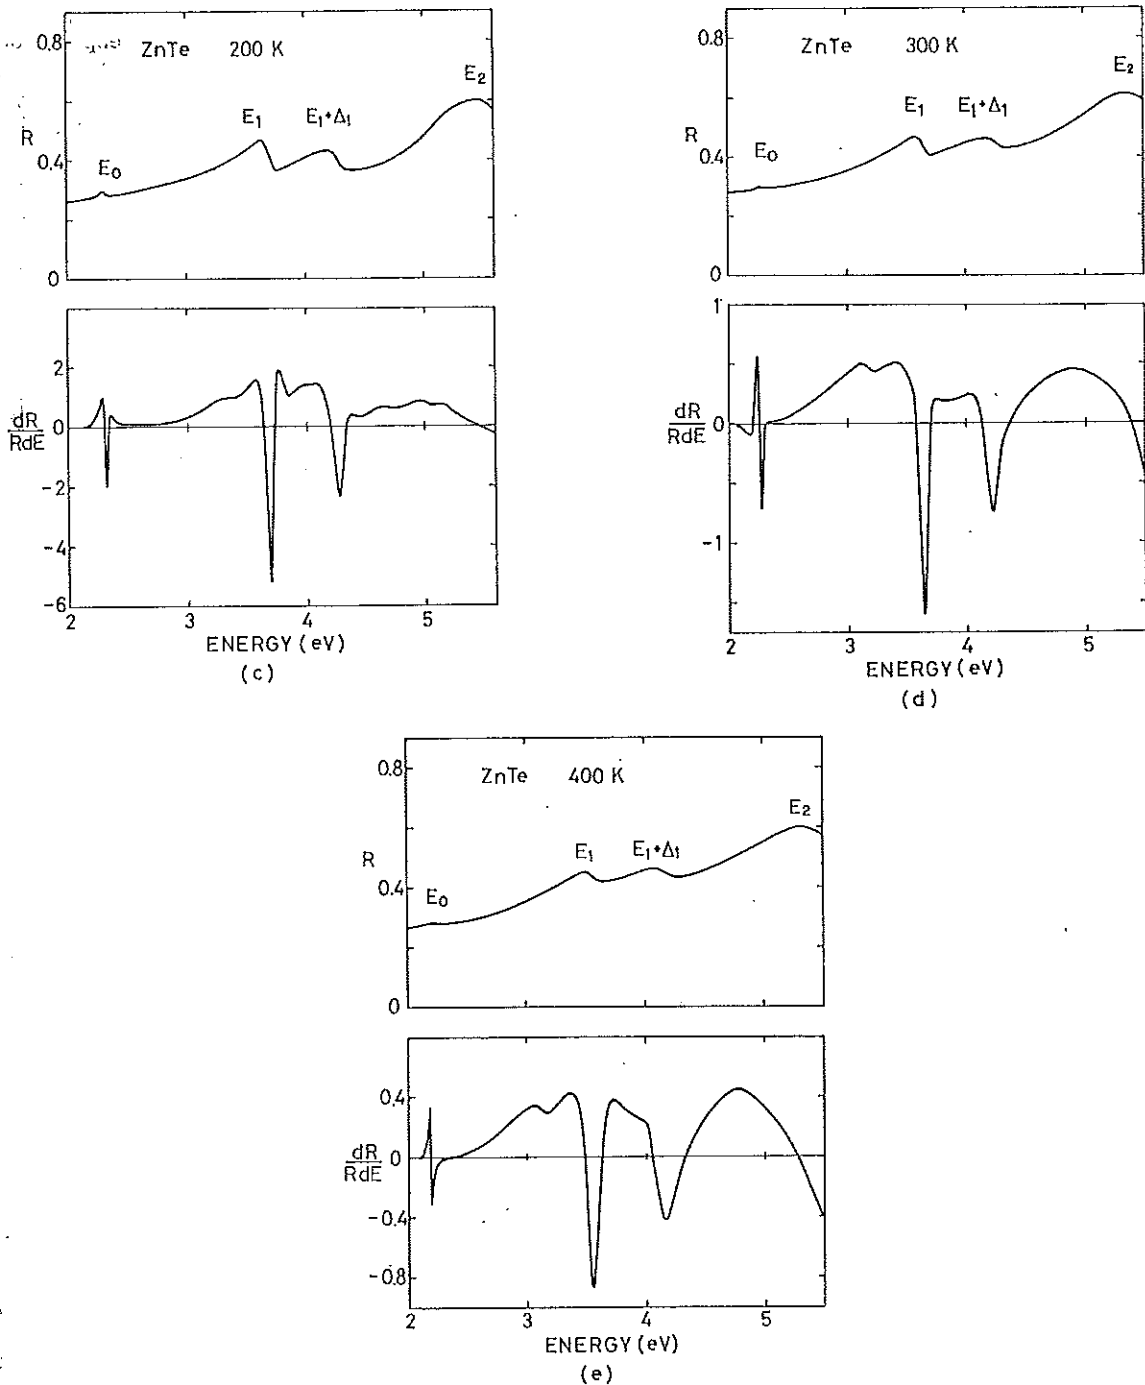 0.8
ZnTe 200 K
E2
E1
E1+Δ1
R
0.4
E0
0
2
dR
RdE
0
-2
-4
-6
2 3 4 5
ENERGY (eV)
(c)
0.8
ZnTe 300 K
E2
E1
E1+Δ1
R
0.4
E0
0
1
dR
RdE
0
-1
2 3 4 5
ENERGY (eV)
(d)
0.8
ZnTe 400 K
E2
E1
E1+Δ1
R
0.4
E0
0
0.4
dR
RdE
0
-0.4
-0.8
2 3 4 5
ENERGY (eV)
(e)